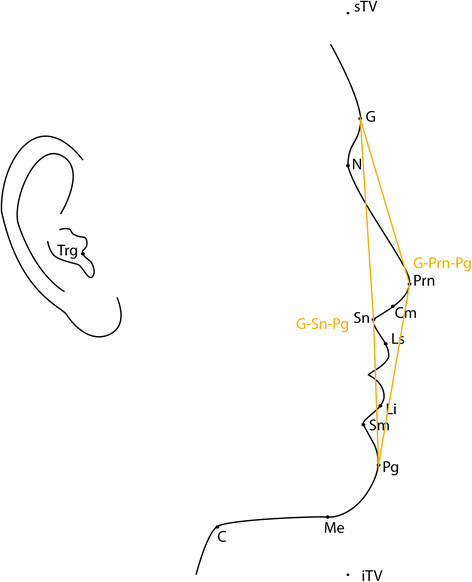 sTV
G
N
Trg
G-Prn-Pg
Prn
Cm
Sn
G-Sn-Pg
Ls
Li
Sm
Pg
Me
C
iTV